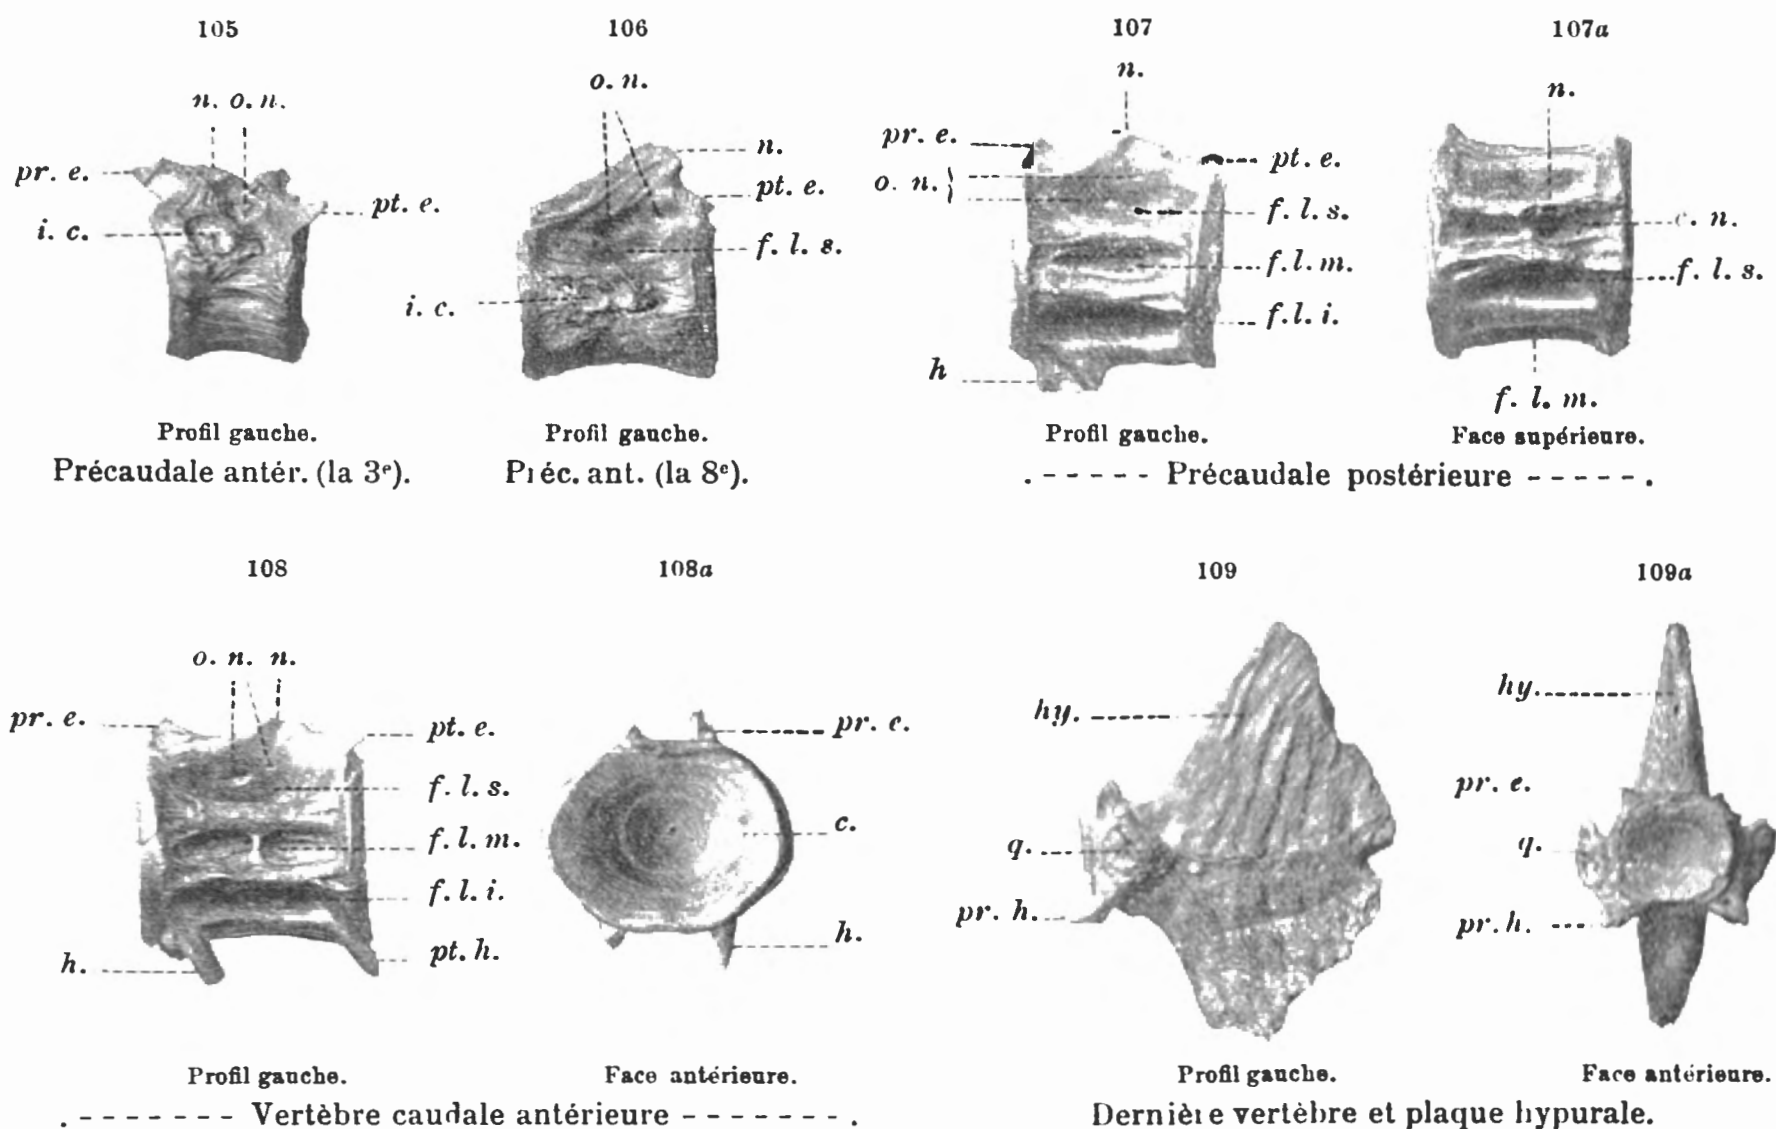 105
106
107
107a
n. o. n.
o. n.
n.
n.
pr. e.
pt. e.
i. c.
n.
pt. e.
f. l. s.
i. c.
pr. e.
o. n. }
pt. e.
f. l. s.
f. l. m.
f. l. i.
h
c. n.
f. l. s.
f. l. m.
Profil gauche.
Profil gauche.
Profil gauche.
Face supérieure.
Précaudale antér. (la 3e).
Préc. ant. (la 8e).
. - - - - - Précaudale postérieure - - - - - .
108
108a
109
109a
o. n. n.
pr. e.
pt. e.
f. l. s.
f. l. m.
f. l. i.
pt. h.
h.
pr. e.
c.
h.
hy.
q.
pr. h.
hy.
pr. e.
q.
pr. h.
Profil gauche.
Face antérieure.
Profil gauche.
Face antérieure.
. - - - - - - - Vertèbre caudale antérieure - - - - - - - .
Dernière vertèbre et plaque hypurale.